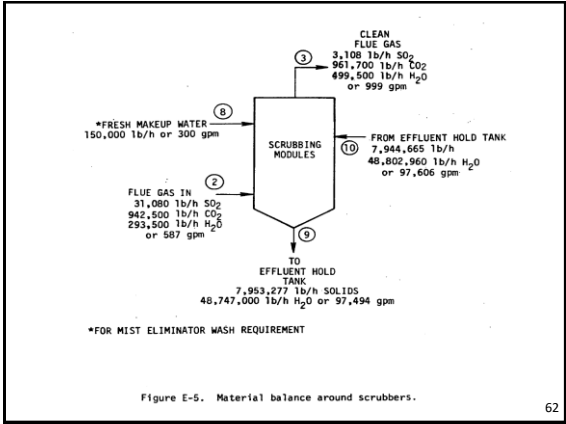 CLEAN
FLUE GAS
3,108 lb/h SO2
961,700 lb/h CO2
499,500 lb/h H2O
or 999 gpm
3
8
*FRESH MAKEUP WATER
150,000 lb/h or 300 gpm
SCRUBBING
MODULES
10
FROM EFFLUENT HOLD TANK
7,944,665 lb/h
48,802,960 lb/h H2O
or 97,606 gpm
2
FLUE GAS IN
31,080 lb/h SO2
942,500 lb/h CO2
293,500 lb/h H2O
or 587 gpm
9
TO
EFFLUENT HOLD
TANK
7,953,277 lb/h SOLIDS
48,747,000 lb/h H2O or 97,494 gpm
*FOR MIST ELIMINATOR WASH REQUIREMENT
Figure E-5. Material balance around scrubbers.
62